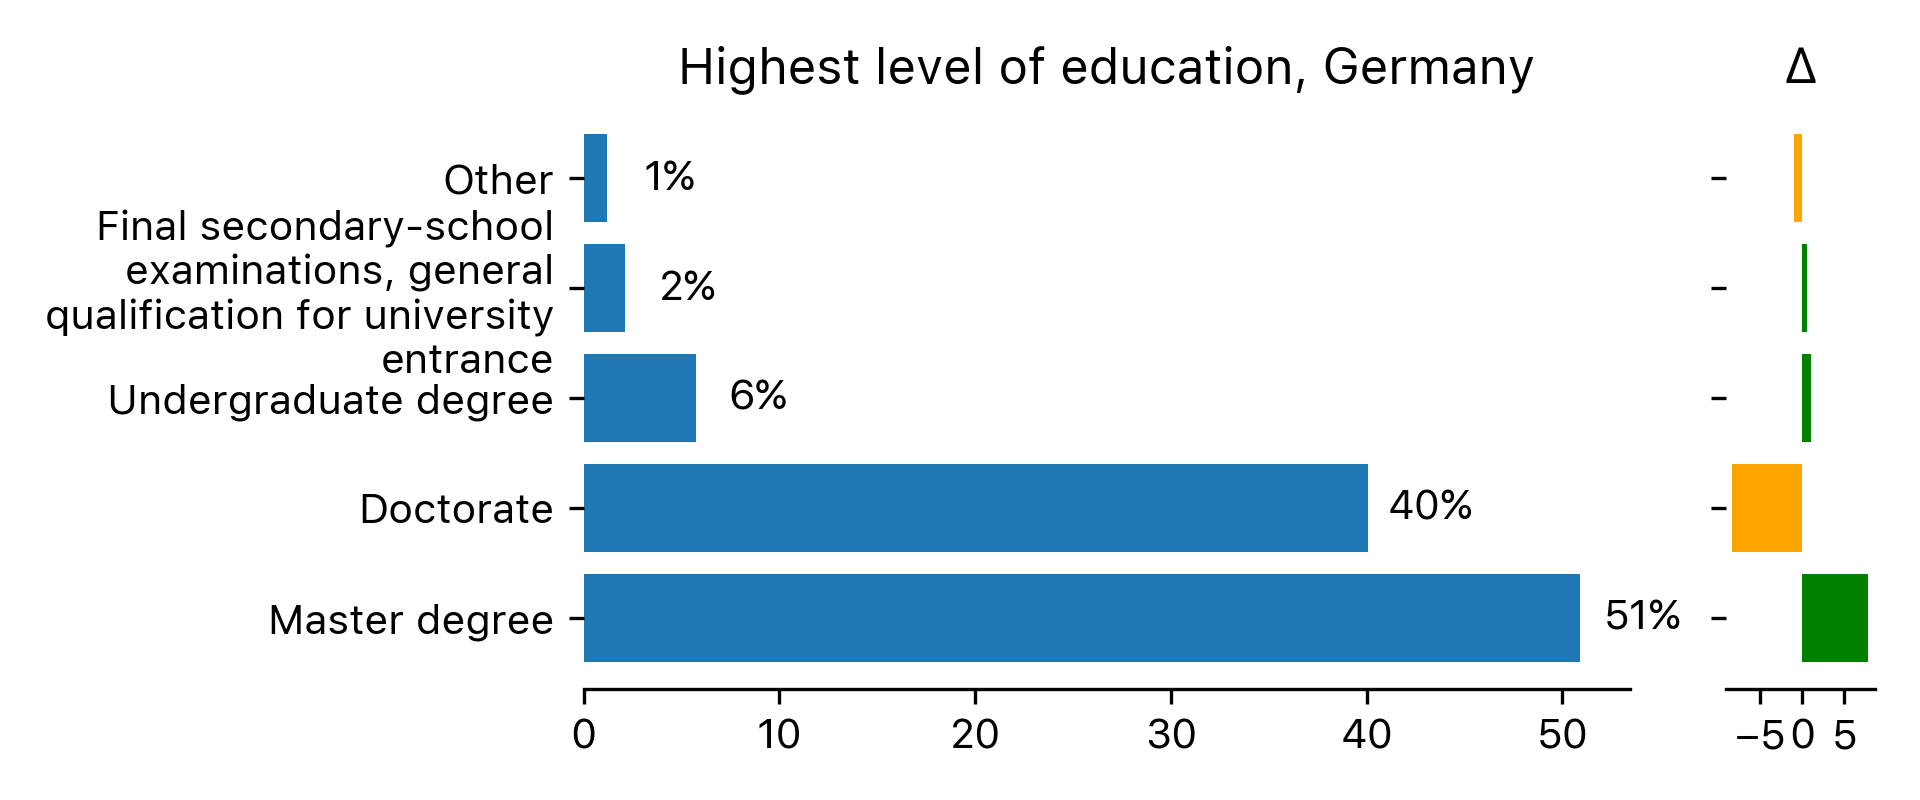 Highest level of education, Germany
Δ
Other
1%
Final secondary-school
examinations, general
qualification for university
entrance
2%
Undergraduate degree
6%
Doctorate
40%
Master degree
51%
0 10 20 30 40 50
−5 0 5